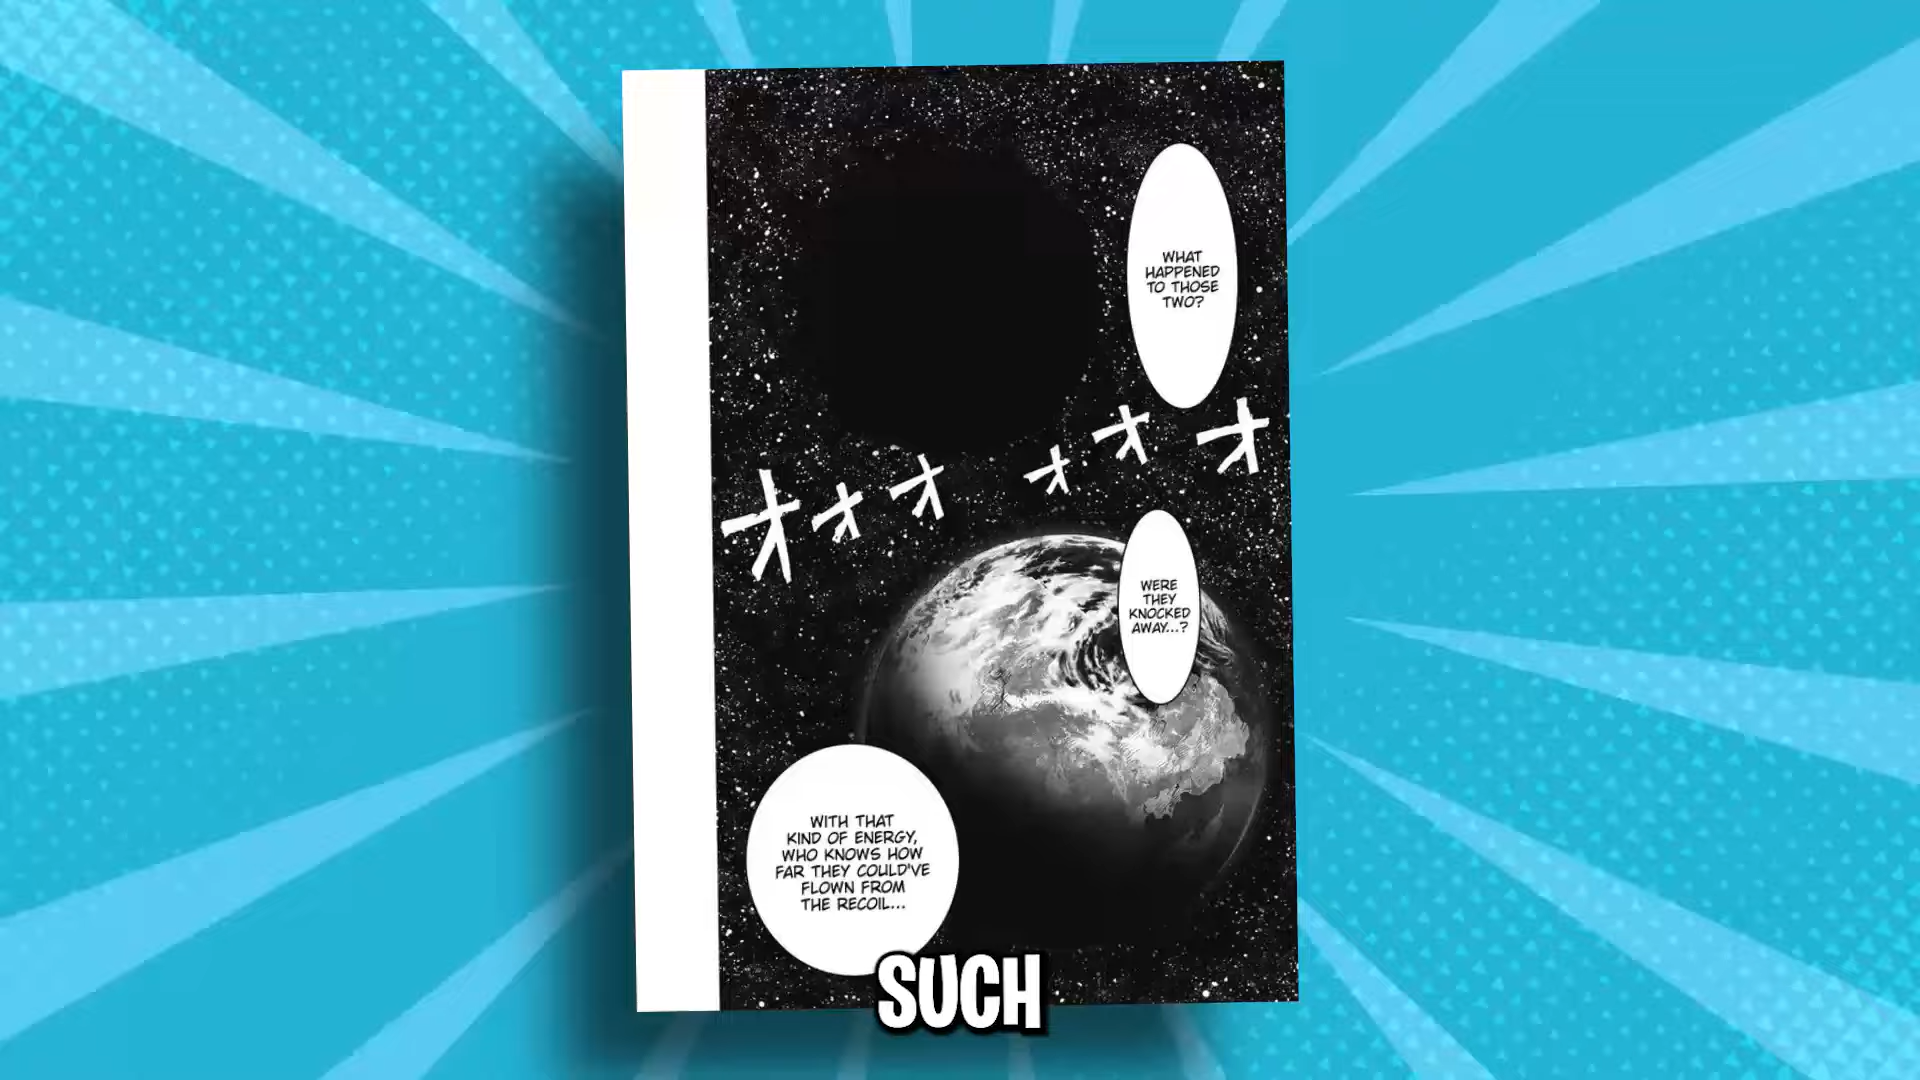 WHAT
HAPPENED
TO THOSE
TWO?
オオオオオオ
WERE
THEY
KNOCKED
AWAY...?
WITH THAT
KIND OF ENERGY,
WHO KNOWS HOW
FAR THEY COULD'VE
FLOWN FROM
THE RECOIL...
SUCH